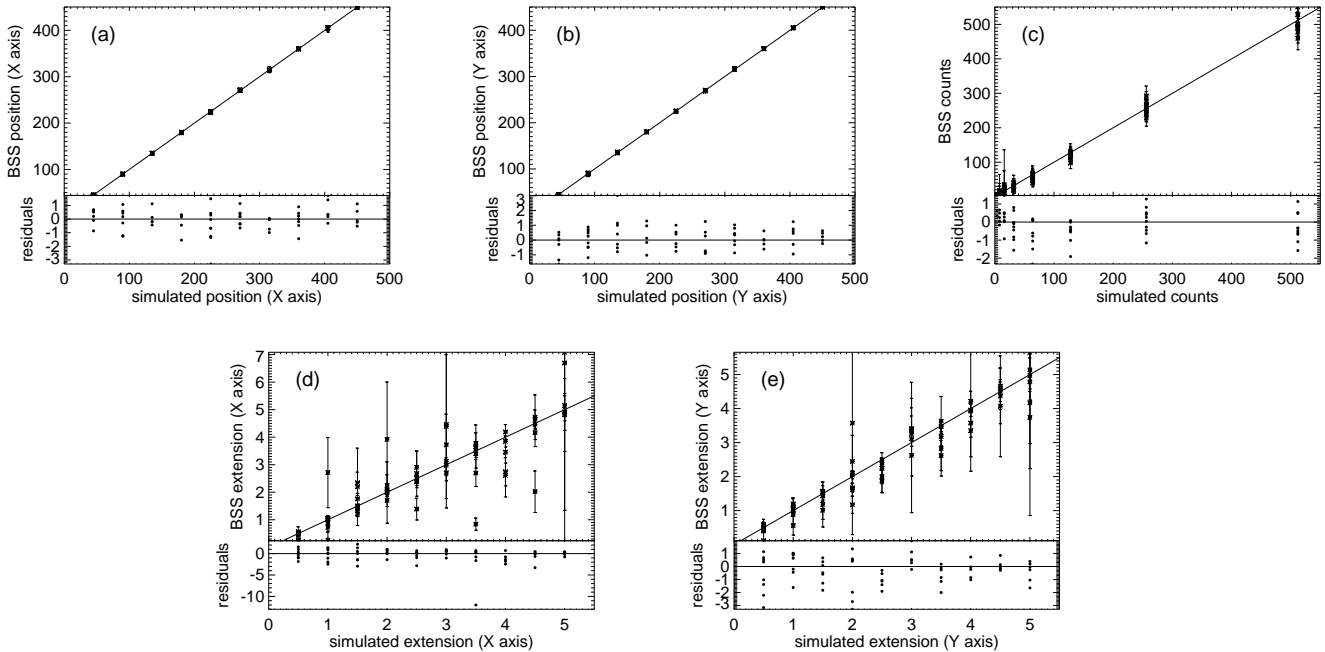 (a)
BSS position (X axis)
400
300
200
100
residuals
1
0
-1
-2
-3
0 100 200 300 400 500
simulated position (X axis)
(b)
BSS position (Y axis)
400
300
200
100
residuals
3
2
1
0
-1
0 100 200 300 400 500
simulated position (Y axis)
(c)
BSS counts
500
400
300
200
100
residuals
1
0
-1
-2
0 100 200 300 400 500
simulated counts
(d)
BSS extension (X axis)
7
6
5
4
3
2
1
residuals
0
-5
-10
0 1 2 3 4 5
simulated extension (X axis)
(e)
BSS extension (Y axis)
5
4
3
2
1
residuals
1
0
-1
-2
-3
0 1 2 3 4 5
simulated extension (Y axis)